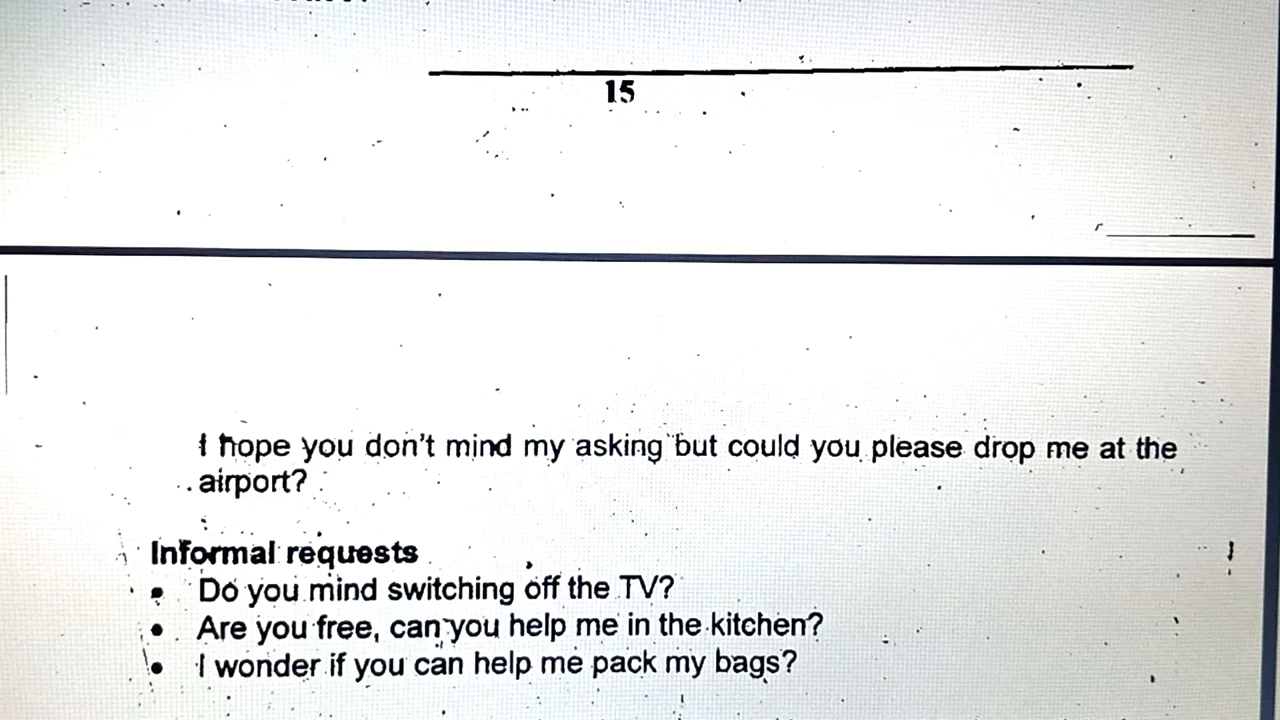 15
I hope you don't mind my asking but could you please drop me at the
airport?
Informal requests
• Do you mind switching off the TV?
• Are you free, can you help me in the kitchen?
• I wonder if you can help me pack my bags?